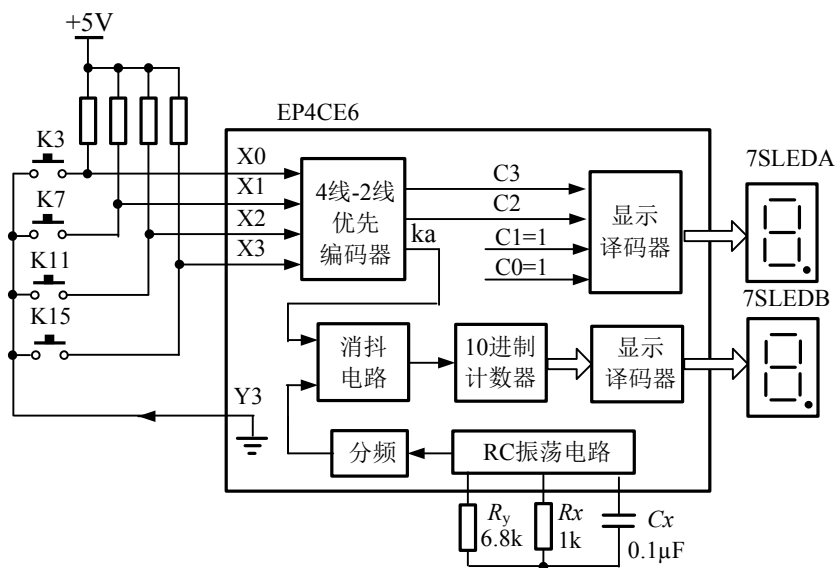 +5V
EP4CE6
K3
K7
K11
K15
X0
X1
X2
X3
4线-2线
优先
编码器
ka
C3
C2
C1=1
C0=1
显示
译码器
7SLEDA
7SLEDB
消抖
电路
10进制
计数器
显示
译码器
Y3
分频
RC振荡电路
Ry
6.8k
Rx
1k
Cx
0.1μF